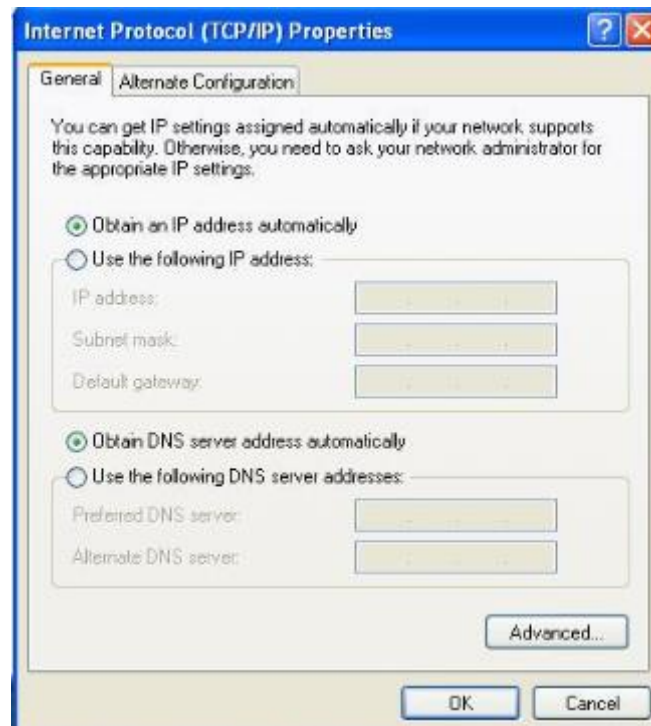 Internet Protocol (TCP/IP) Properties
General
Alternate Configuration
You can get IP settings assigned automatically if your network supports
this capability. Otherwise, you need to ask your network administrator for
the appropriate IP settings.
Obtain an IP address automatically
Use the following IP address:
IP address:
Subnet mask:
Default gateway:
Obtain DNS server address automatically
Use the following DNS server addresses:
Preferred DNS server:
Alternate DNS server:
Advanced...
OK
Cancel